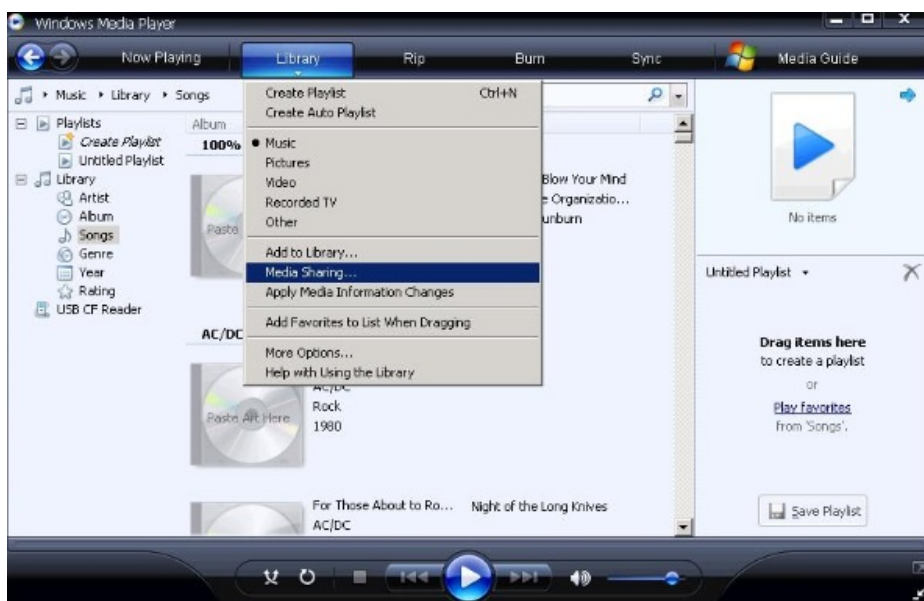 Windows Media Player
Now Playing
Library
Rip
Burn
Sync
Media Guide
Music
Library
Songs
Create Playlist Ctrl+N
Create Auto Playlist
Music
Pictures
Video
Recorded TV
Other
Add to Library...
Media Sharing...
Apply Media Information Changes
Add Favorites to List When Dragging
More Options...
Help with Using the Library
Playlists
Create Playlist
Untitled Playlist
Library
Artist
Album
Songs
Genre
Year
Rating
USB CF Reader
Album
100%
Paste
Blow Your Mind
e Organizatio...
unburn
AC/DC
Paste Art Here
AC/DC
Rock
1980
For Those About to Ro... Night of the Long Knives
AC/DC
No items
Untitled Playlist
Drag items here
to create a playlist
or
Play favorites
from 'Songs'.
Save Playlist